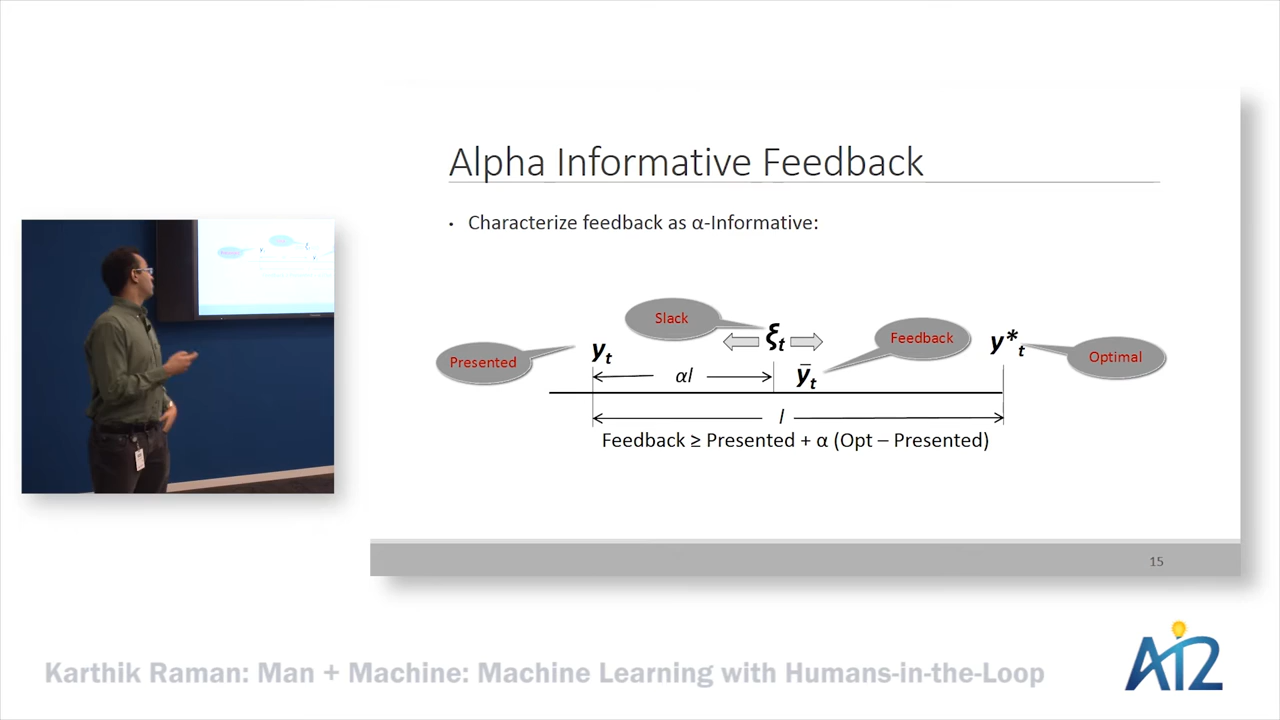 Alpha Informative Feedback
• Characterize feedback as α-Informative:
Slack
ξt
Feedback
y*t
Presented
yt
Optimal
αl
ȳt
l
Feedback ≥ Presented + α (Opt – Presented)
15
Karthik Raman: Man + Machine: Machine Learning with Humans-in-the-Loop
Ai2